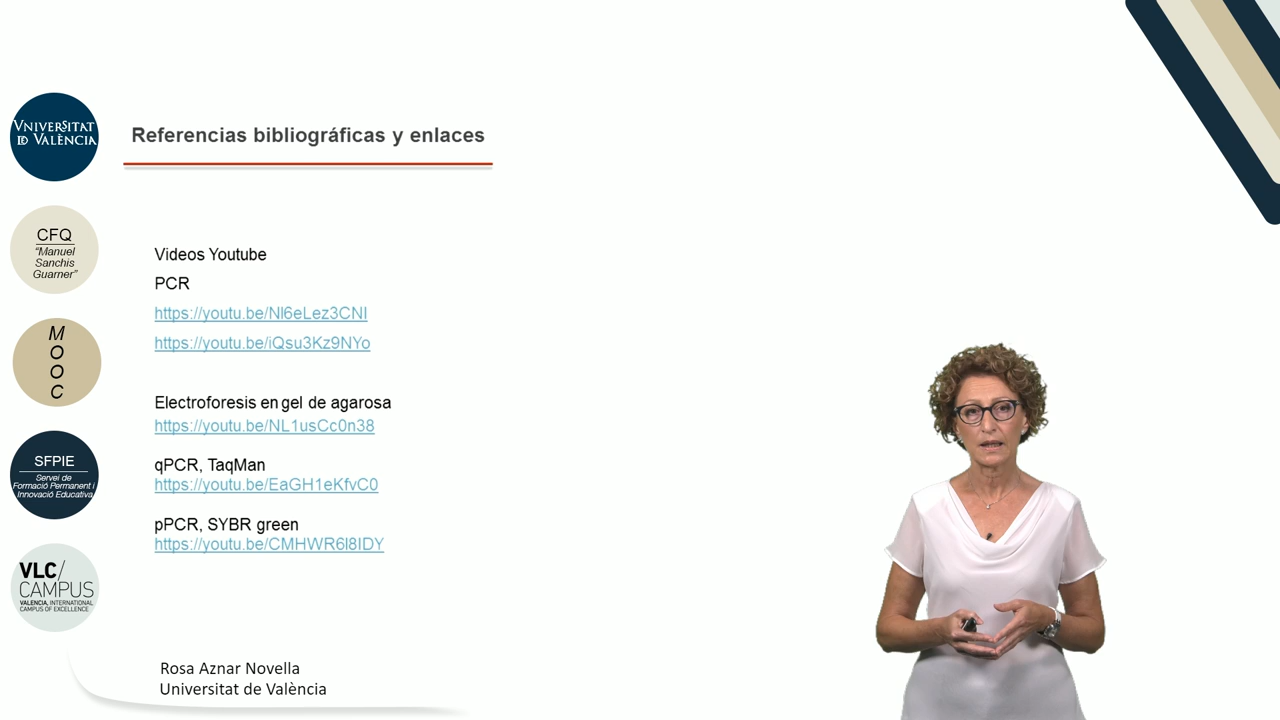 Referencias bibliográficas y enlaces
VNIVERSITAT
ID VALÈNCIA
CFQ
"Manuel
Sanchis
Guarner"
M
O
O
C
SFPIE
Servei de
Formació Permanent i
Innovació Educativa
VLC/
CAMPUS
VALENCIA, INTERNATIONAL
CAMPUS OF EXCELLENCE
Videos Youtube
PCR
https://youtu.be/Nl6eLez3CNI
https://youtu.be/iQsu3Kz9NYo
Electroforesis en gel de agarosa
https://youtu.be/NL1usCc0n38
qPCR, TaqMan
https://youtu.be/EaGH1eKfvC0
pPCR, SYBR green
https://youtu.be/CMHWR6l8IDY
Rosa Aznar Novella
Universitat de València